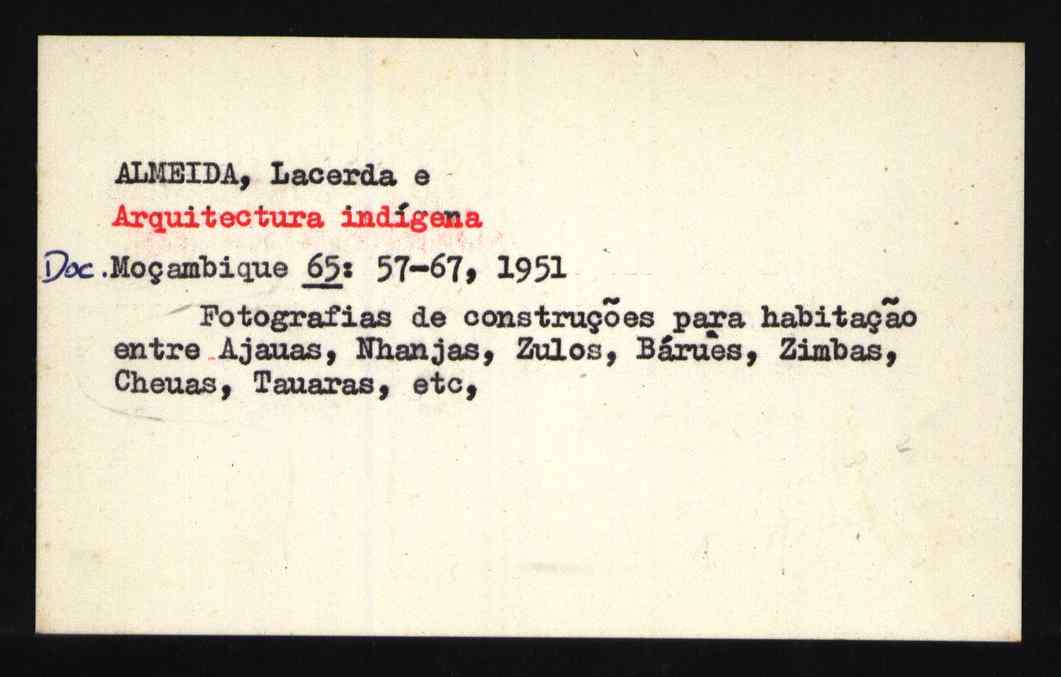 ALMEIDA, Lacerda e
Arquitectura indígena
Doc. Moçambique 65: 57-67, 1951
Fotografias de construções para habitação
entre Ajauas, Nhanjas, Zulos, Báruès, Zimbas,
Cheuas, Tauaras, etc,